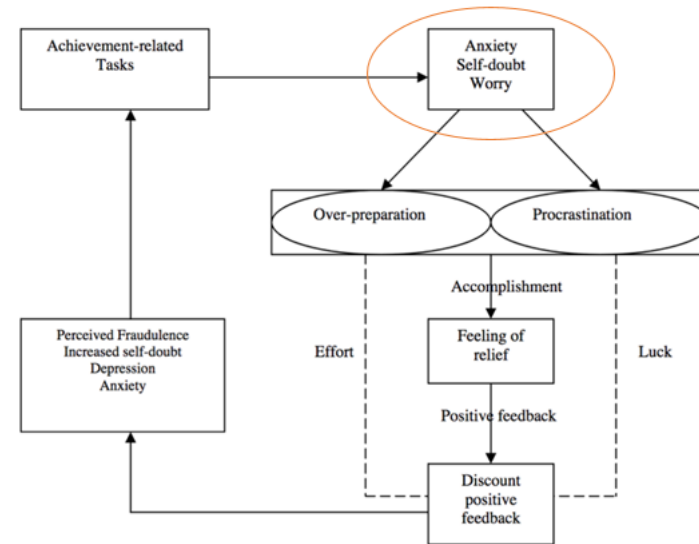 Achievement-related
Tasks
Anxiety
Self-doubt
Worry
Over-preparation
Procrastination
Accomplishment
Perceived Fraudulence
Increased self-doubt
Depression
Anxiety
Effort
Feeling of
relief
Luck
Positive feedback
Discount
positive
feedback